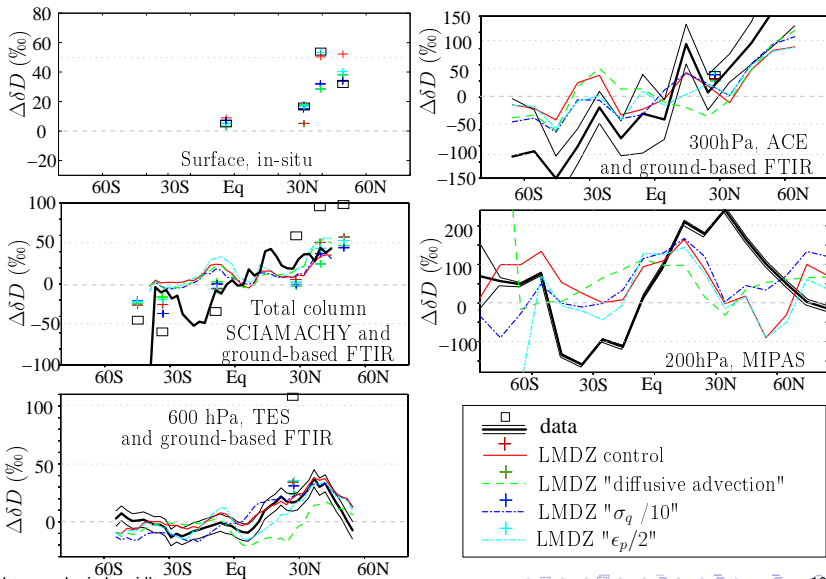 ΔδD (‰)
80
60
40
20
0
−20
Surface, in-situ
60S 30S Eq 30N 60N
ΔδD (‰)
150
100
50
0
−50
−100
−150
300hPa, ACE
and ground-based FTIR
60S 30S Eq 30N 60N
ΔδD (‰)
100
50
0
−50
−100
Total column
SCIAMACHY and
ground-based FTIR
60S 30S Eq 30N 60N
ΔδD (‰)
200
100
0
−100
200hPa, MIPAS
60S 30S Eq 30N 60N
ΔδD (‰)
100
50
0
600 hPa, TES
and ground-based FTIR
60S 30S Eq 30N 60N
data
LMDZ control
LMDZ "diffusive advection"
LMDZ "σq /10"
LMDZ "ϵp/2"